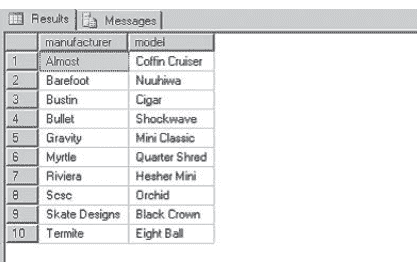 Results Messages
manufacturer model
1 Almost Coffin Cruiser
2 Barefoot Nuuhiwa
3 Bustin Cigar
4 Bullet Shockwave
5 Gravity Mini Classic
6 Myrtle Quarter Shred
7 Riviera Hesher Mini
8 Scsc Orchid
9 Skate Designs Black Crown
10 Termite Eight Ball